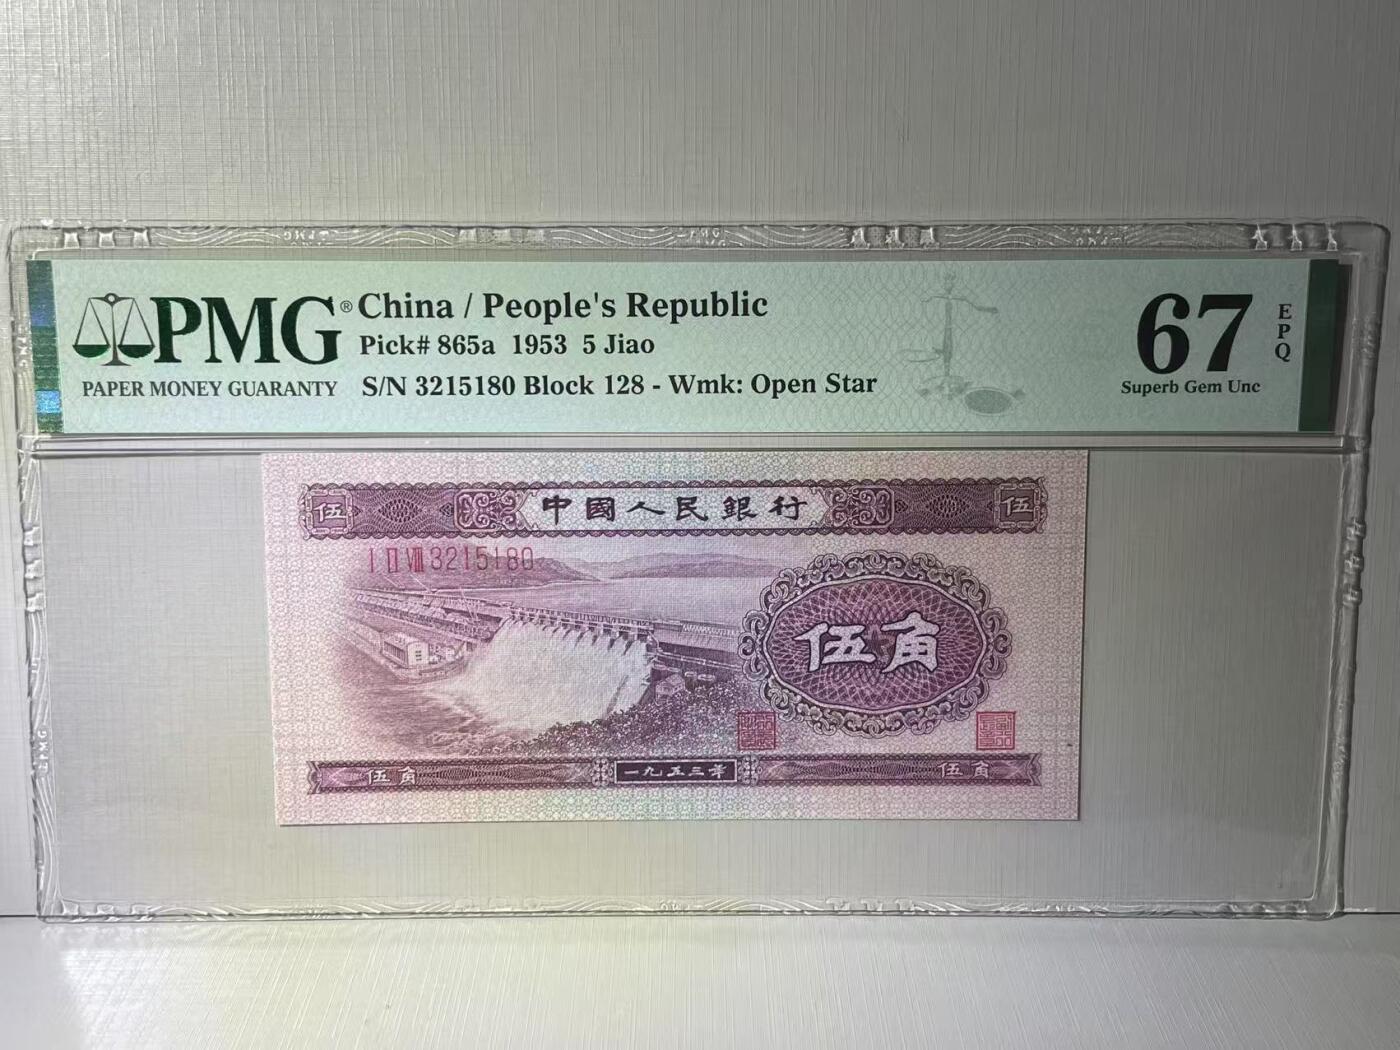 PMG®
PAPER MONEY GUARANTY
China / People's Republic
Pick# 865a 1953 5 Jiao
S/N 3215180 Block 128 - Wmk: Open Star
67
EPQ
Superb Gem Unc
伍 中國人民銀行 伍
I II VIII 3215180
伍角
伍角 一九五三年 伍角